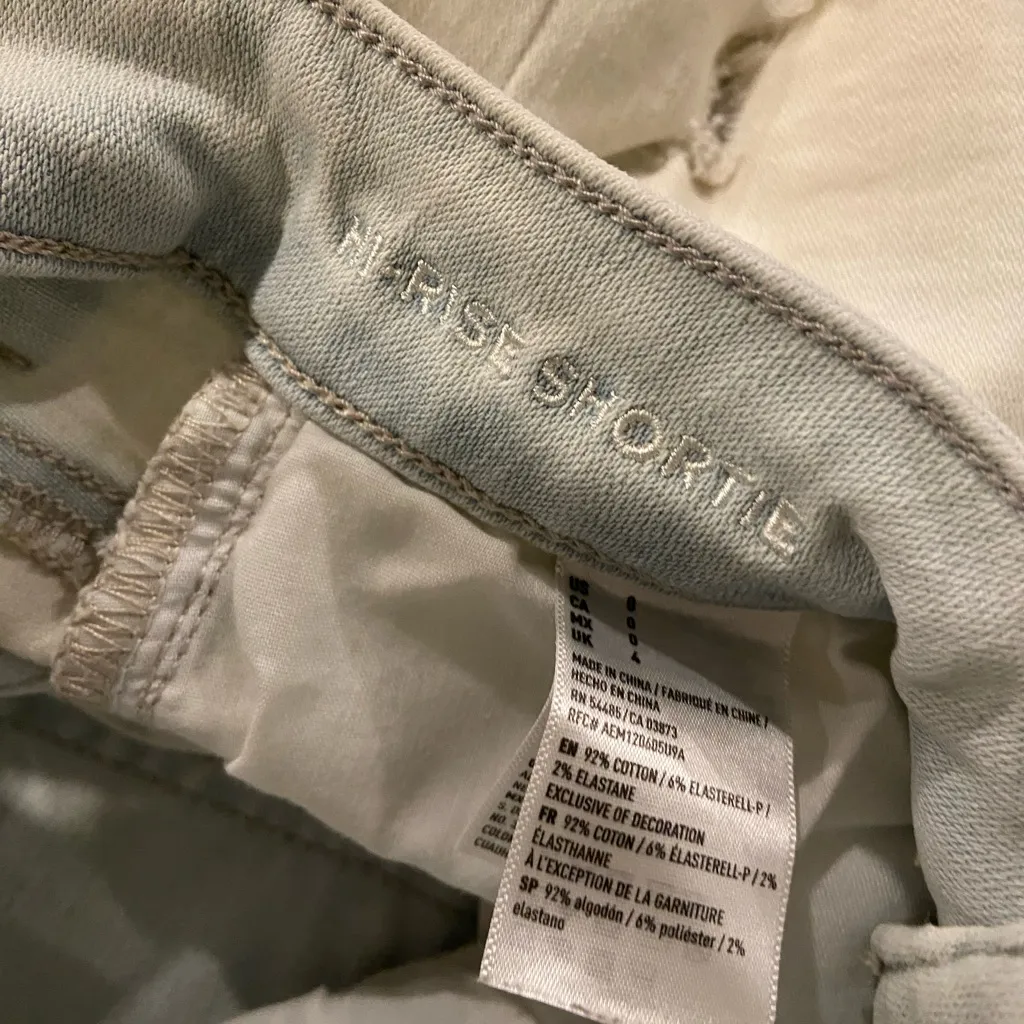 HI-RISE SHORTIE
US 0
CA 0
MX 0
UK 4
MADE IN CHINA / FABRIQUÉ EN CHINE /
HECHO EN CHINA
RN 54485 / CA 03873
RFC# AEM120605U9A
EN 92% COTTON / 6% ELASTERELL-P /
2% ELASTANE
EXCLUSIVE OF DECORATION
FR 92% COTON / 6% ÉLASTERELL-P / 2%
ÉLASTHANNE
À L'EXCEPTION DE LA GARNITURE
SP 92% algodón / 6% poliéster / 2%
elastano